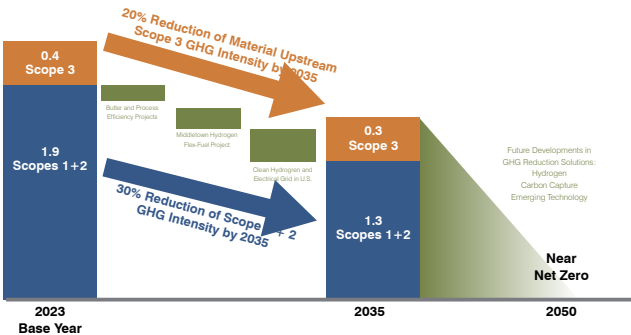 20% Reduction of Material Upstream
Scope 3 GHG Intensity by 2035
0.4
Scope 3
1.9
Scopes 1+2
Butter and Process
Efficiency Projects
Middletown Hydrogen
Flex-Fuel Project
Clean Hydrogren and
Electrical Grid in U.S.
30% Reduction of Scope 1 + 2
GHG Intensity by 2035
0.3
Scope 3
1.3
Scopes 1+2
Future Developments in
GHG Reduction Solutions:
Hydrogen
Carbon Capture
Emerging Technology
Near
Net Zero
2023
Base Year
2035
2050